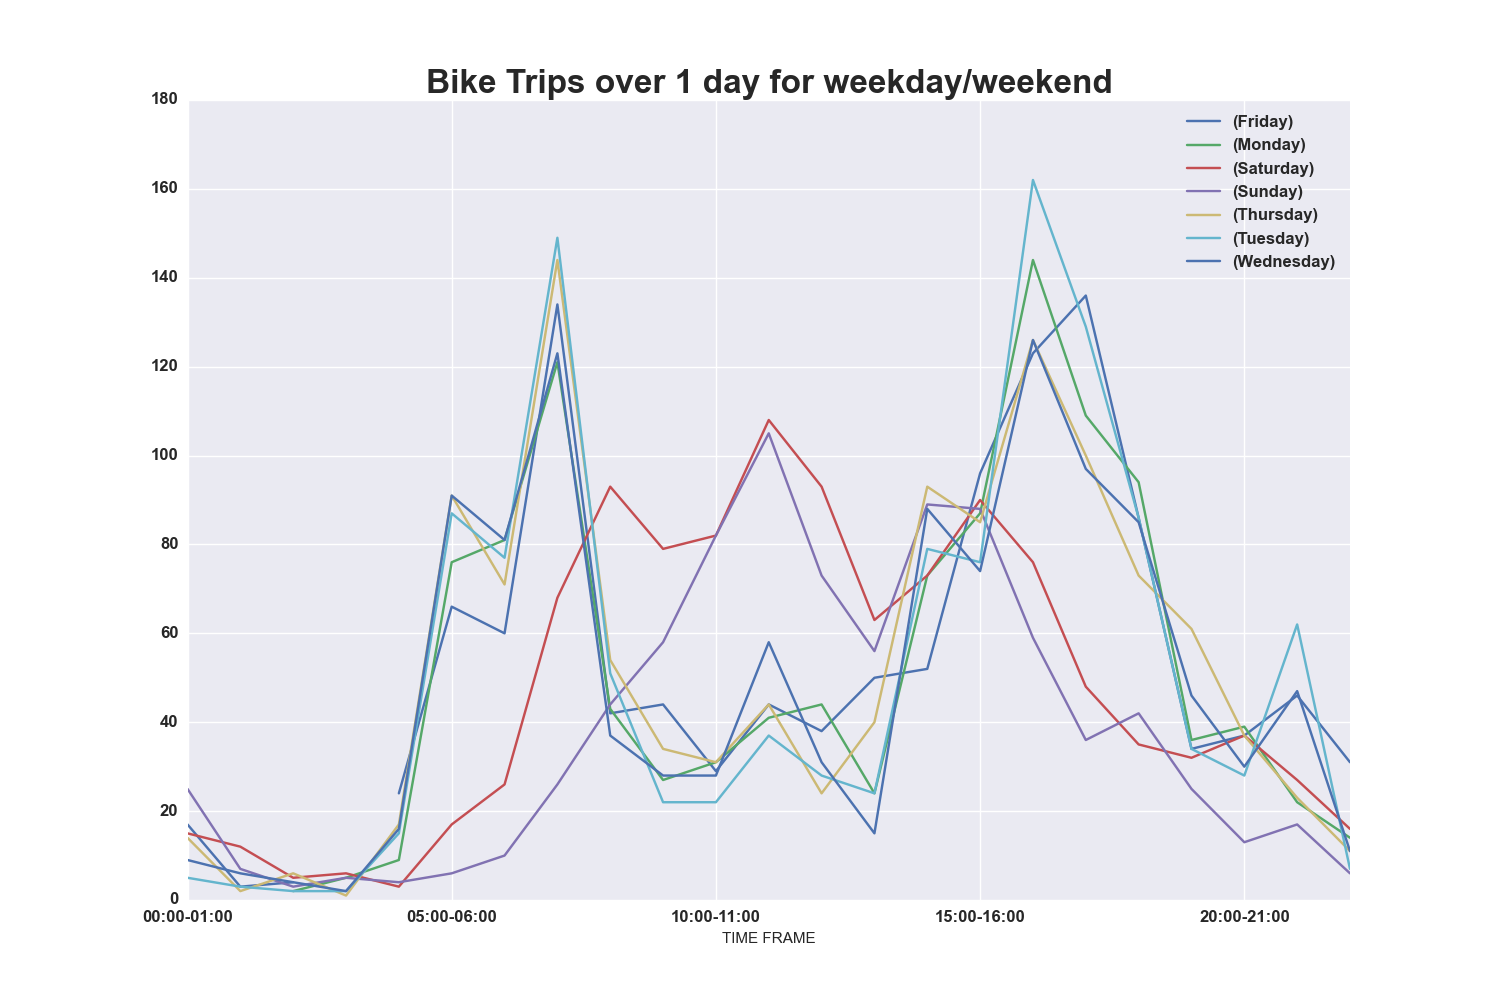 Bike Trips over 1 day for weekday/weekend
180
160
140
120
100
80
60
40
20
0
(Friday)
(Monday)
(Saturday)
(Sunday)
(Thursday)
(Tuesday)
(Wednesday)
00:00-01:00 05:00-06:00 10:00-11:00 15:00-16:00 20:00-21:00
TIME FRAME